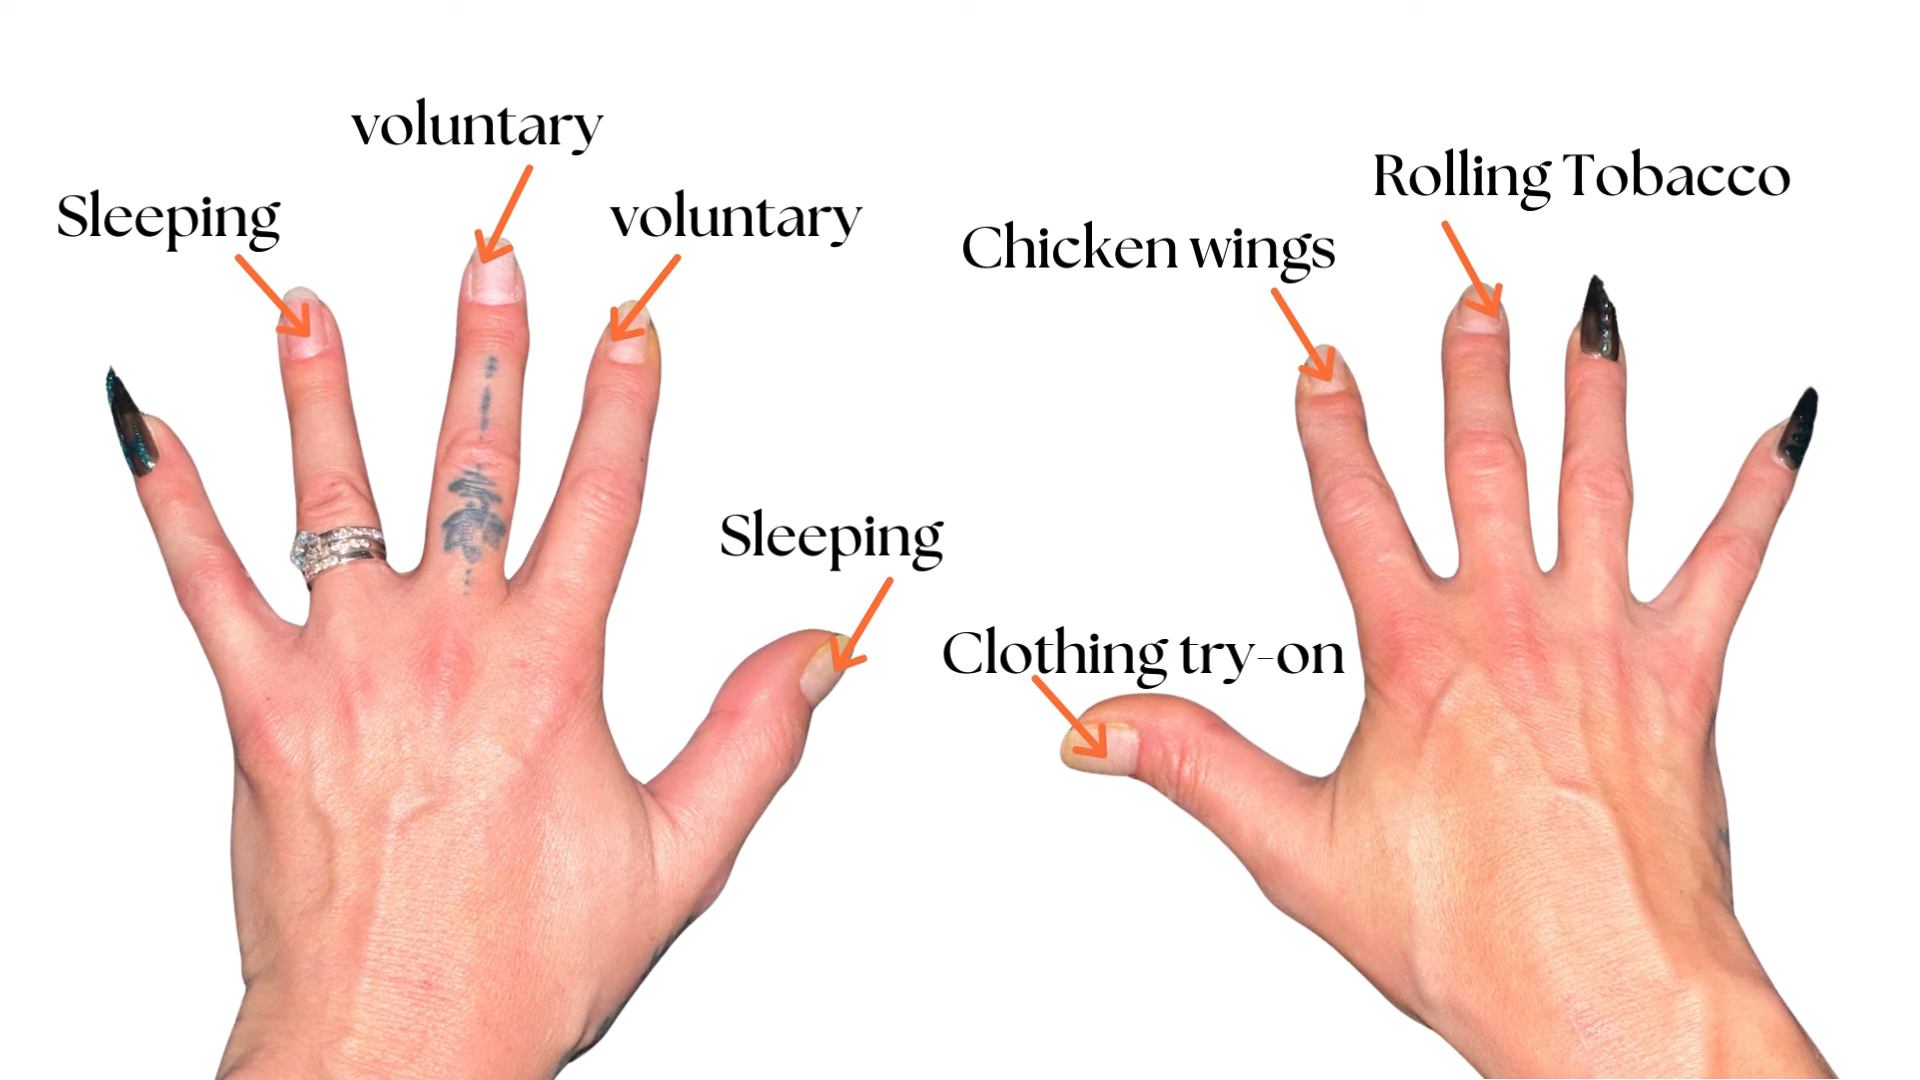 voluntary
Sleeping
voluntary
Sleeping
Rolling Tobacco
Chicken wings
Clothing try-on